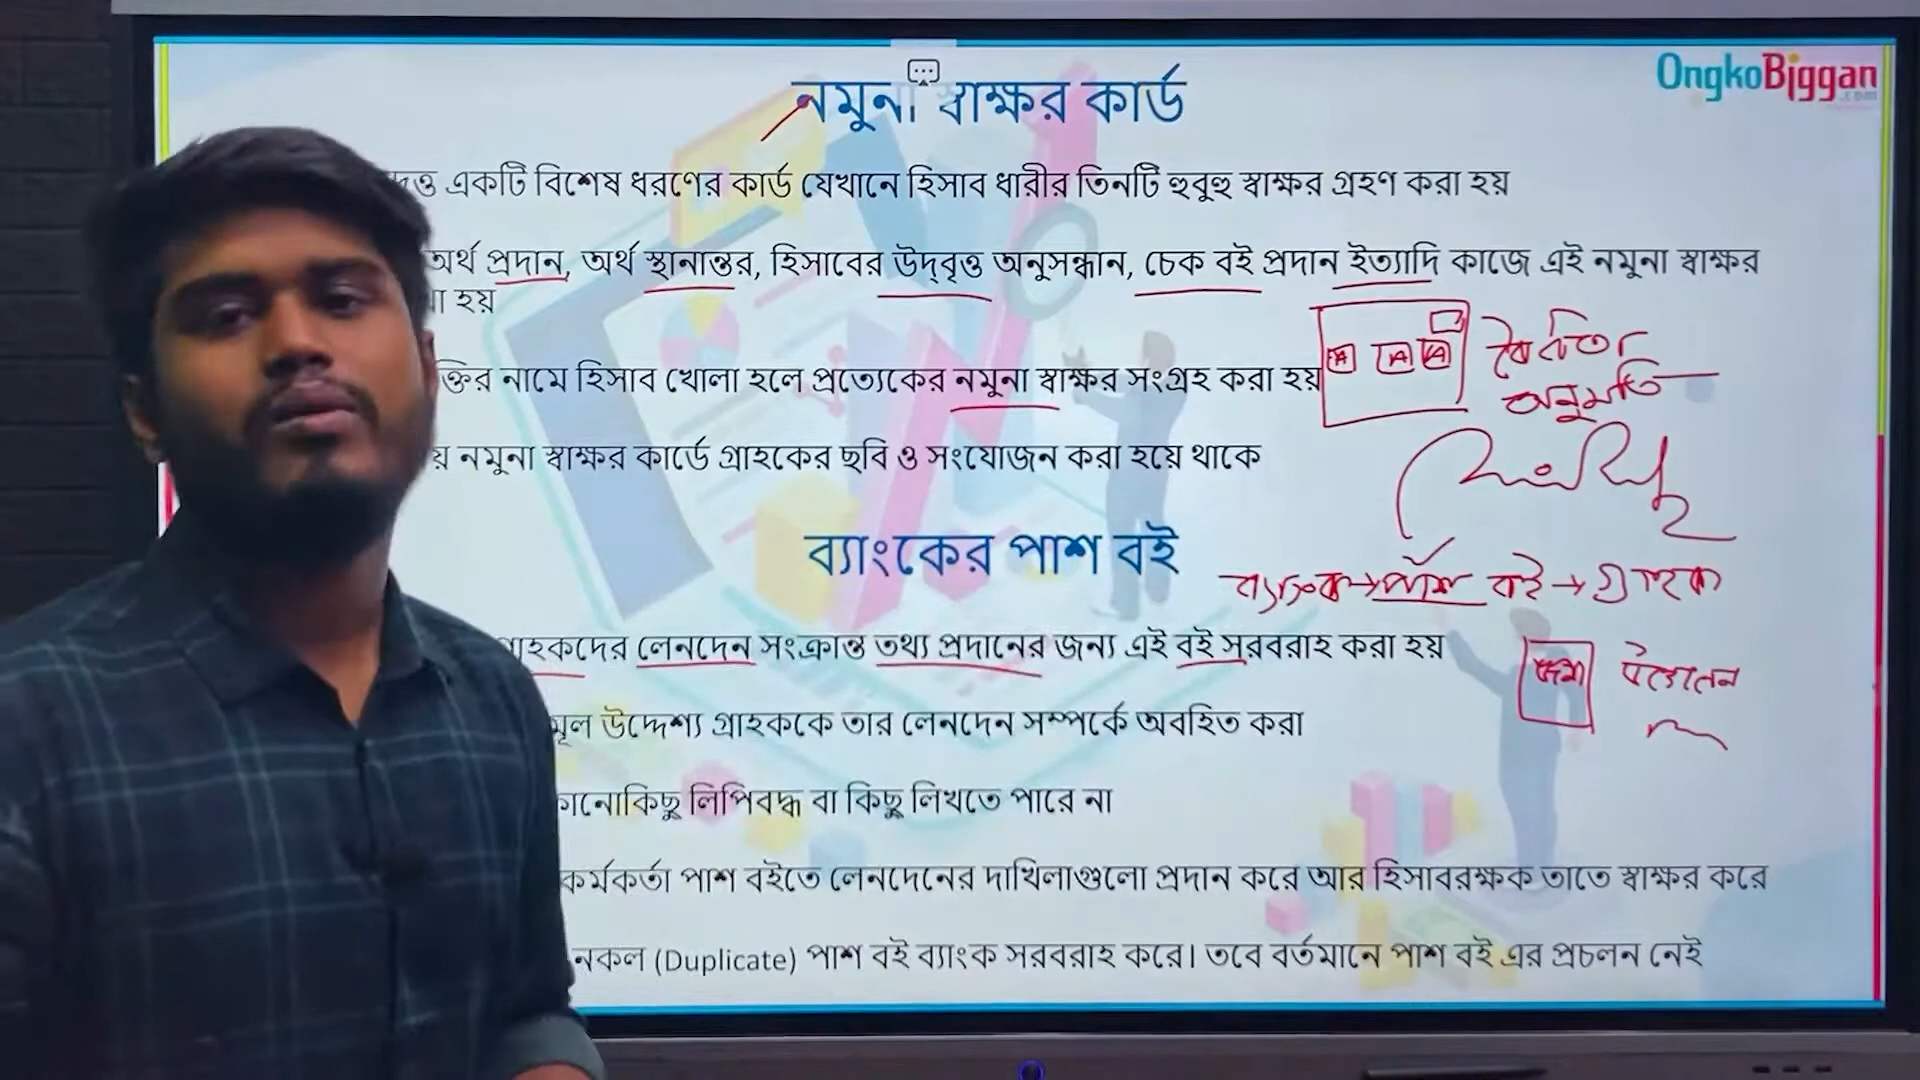 OngkoBiggan
.com
নমুনা স্বাক্ষর কার্ড
একটি বিশেষ ধরণের কার্ড যেখানে হিসাব ধারীর তিনটি হুবুহু স্বাক্ষর গ্রহণ করা হয়
অর্থ প্রদান, অর্থ স্থানান্তর, হিসাবের উদ্‌বৃত্ত অনুসন্ধান, চেক বই প্রদান ইত্যাদি কাজে এই নমুনা স্বাক্ষর
হয়
নামে হিসাব খোলা হলে প্রত্যেকের নমুনা স্বাক্ষর সংগ্রহ করা হয়
নমুনা স্বাক্ষর কার্ডে গ্রাহকের ছবি ও সংযোজন করা হয়ে থাকে
অনুমতি
ব্যাংকের পাশ বই
ব্যাংক→পাশ বই→গ্রাহক
লেনদেন সংক্রান্ত তথ্য প্রদানের জন্য এই বই সরবরাহ করা হয়
মূল উদ্দেশ্য গ্রাহককে তার লেনদেন সম্পর্কে অবহিত করা
লিপিবদ্ধ বা কিছু লিখতে পারে না
কর্মকর্তা পাশ বইতে লেনদেনের দাখিলাগুলো প্রদান করে আর হিসাবরক্ষক তাতে স্বাক্ষর করে
নকল (Duplicate) পাশ বই ব্যাংক সরবরাহ করে। তবে বর্তমানে পাশ বই এর প্রচলন নেই